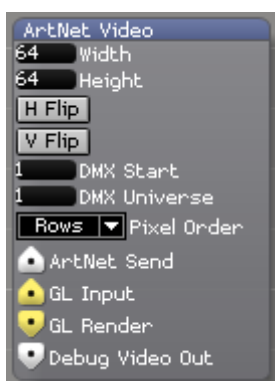 ArtNet Video
64 Width
64 Height
H Flip
V Flip
1 DMX Start
1 DMX Universe
Rows Pixel Order
ArtNet Send
GL Input
GL Render
Debug Video Out